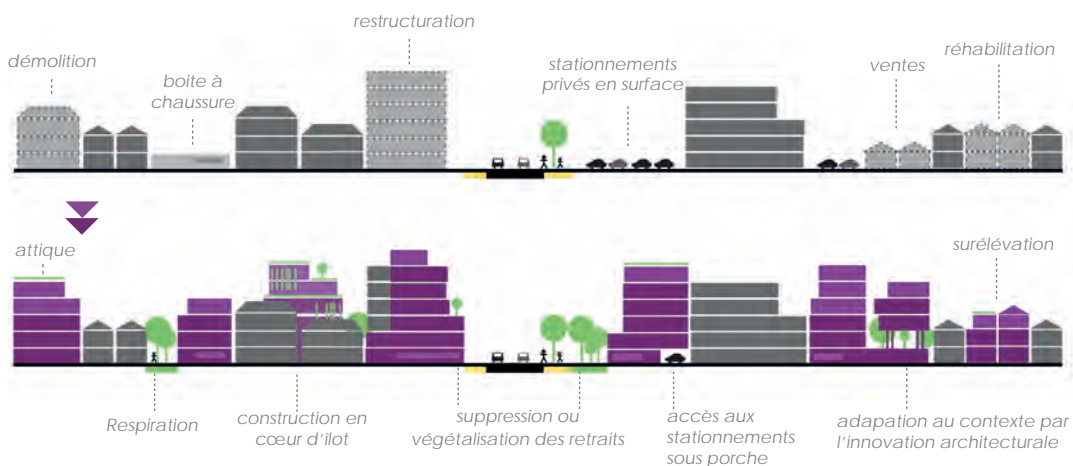 restructuration
démolition
boite à
chaussure
stationnements
privés en surface
ventes
réhabilitation
attique
surélévation
Respiration
construction en
cœur d'îlot
suppression ou
végétalisation des retraits
accès aux
stationnements
sous porche
adapation au contexte par
l'innovation architecturale